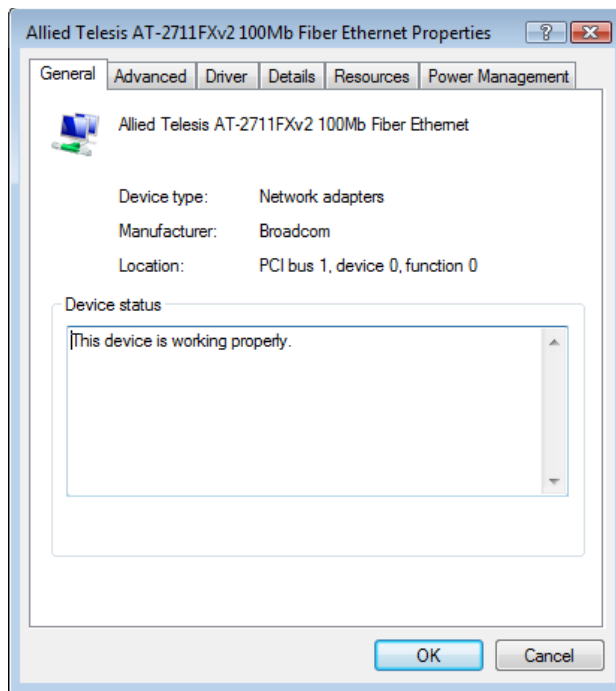 Allied Telesis AT-2711FXv2 100Mb Fiber Ethernet Properties
General Advanced Driver Details Resources Power Management
Allied Telesis AT-2711FXv2 100Mb Fiber Ethernet
Device type: Network adapters
Manufacturer: Broadcom
Location: PCI bus 1, device 0, function 0
Device status
This device is working properly.
OK Cancel